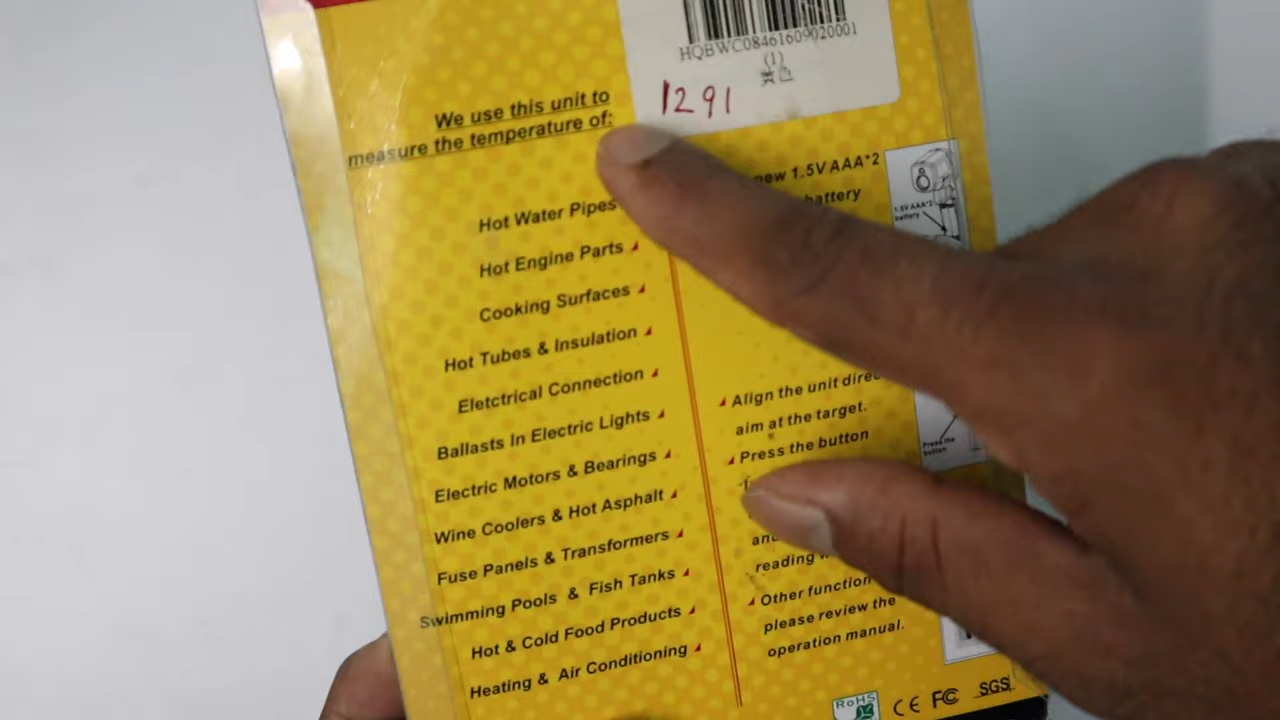 HQBWC08461609020001
(1)
1291
We use this unit to
measure the temperature of:
Hot Water Pipes
Hot Engine Parts
Cooking Surfaces
Hot Tubes & Insulation
Eletctrical Connection
Ballasts In Electric Lights
Electric Motors & Bearings
Wine Coolers & Hot Asphalt
Fuse Panels & Transformers
Swimming Pools & Fish Tanks
Hot & Cold Food Products
Heating & Air Conditioning
new 1.5V AAA*2
battery
1.5V AAA*2
battery
Align the unit
aim at the target.
Press the button
reading
Press the
button
Other function
please review the
operation manual.
RoHS
CE FC SGS